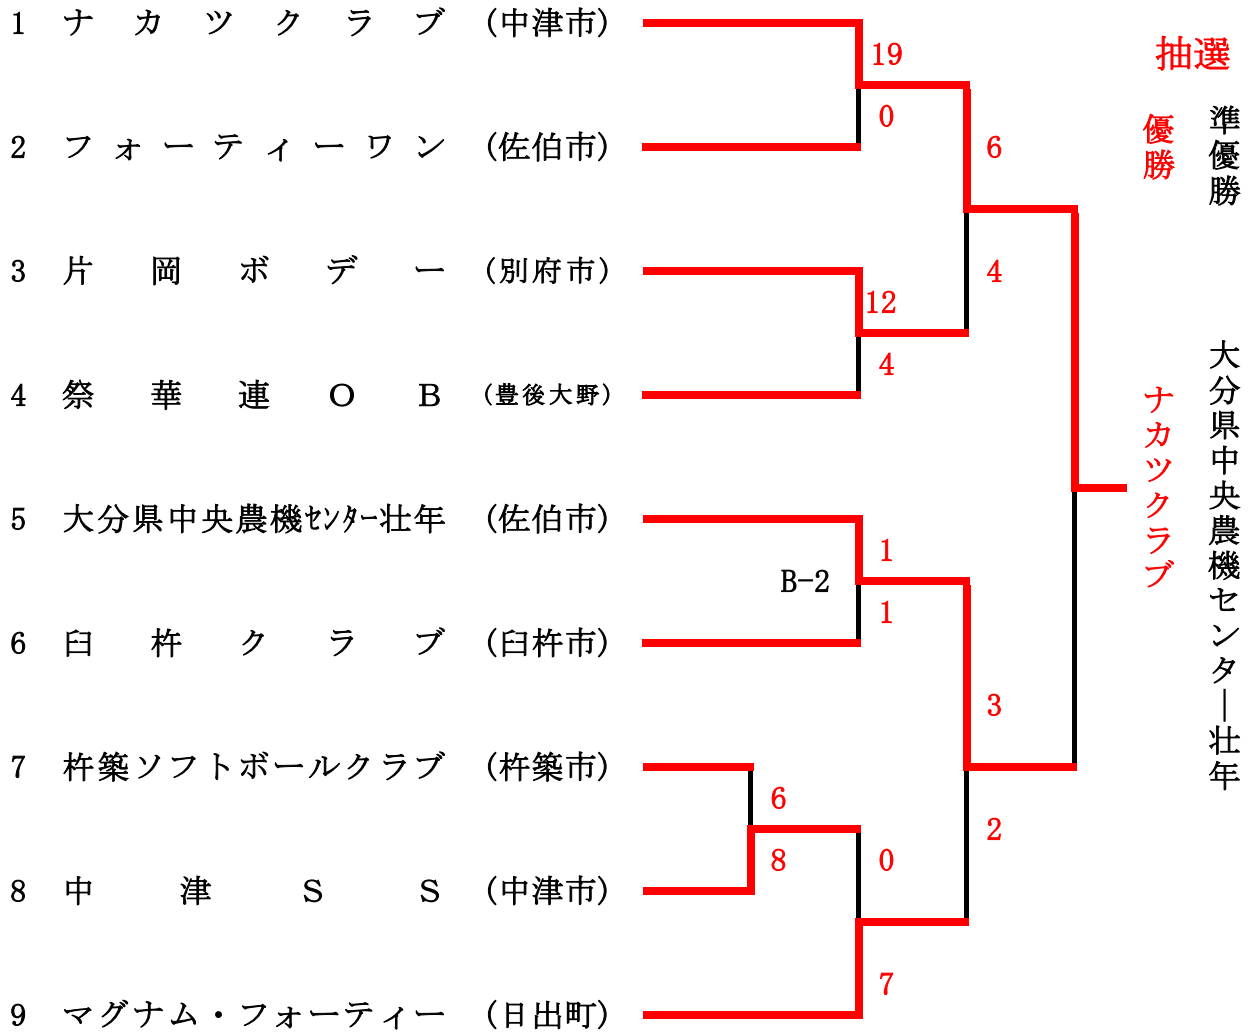 1 ナカツクラブ (中津市)
19
0
2 フォーティーワン (佐伯市)
6
4
3 片岡ボデー (別府市)
12
4
4 祭華連ＯＢ (豊後大野)
5 大分県中央農機ｾﾝﾀｰ壮年 (佐伯市)
1
B-2
1
6 臼杵クラブ (臼杵市)
3
2
7 杵築ソフトボールクラブ (杵築市)
6
8
0
7
8 中津ＳＳ (中津市)
9 マグナム・フォーティー (日出町)
抽選
優勝
ナカツクラブ
準優勝
大分県中央農機センター壮年